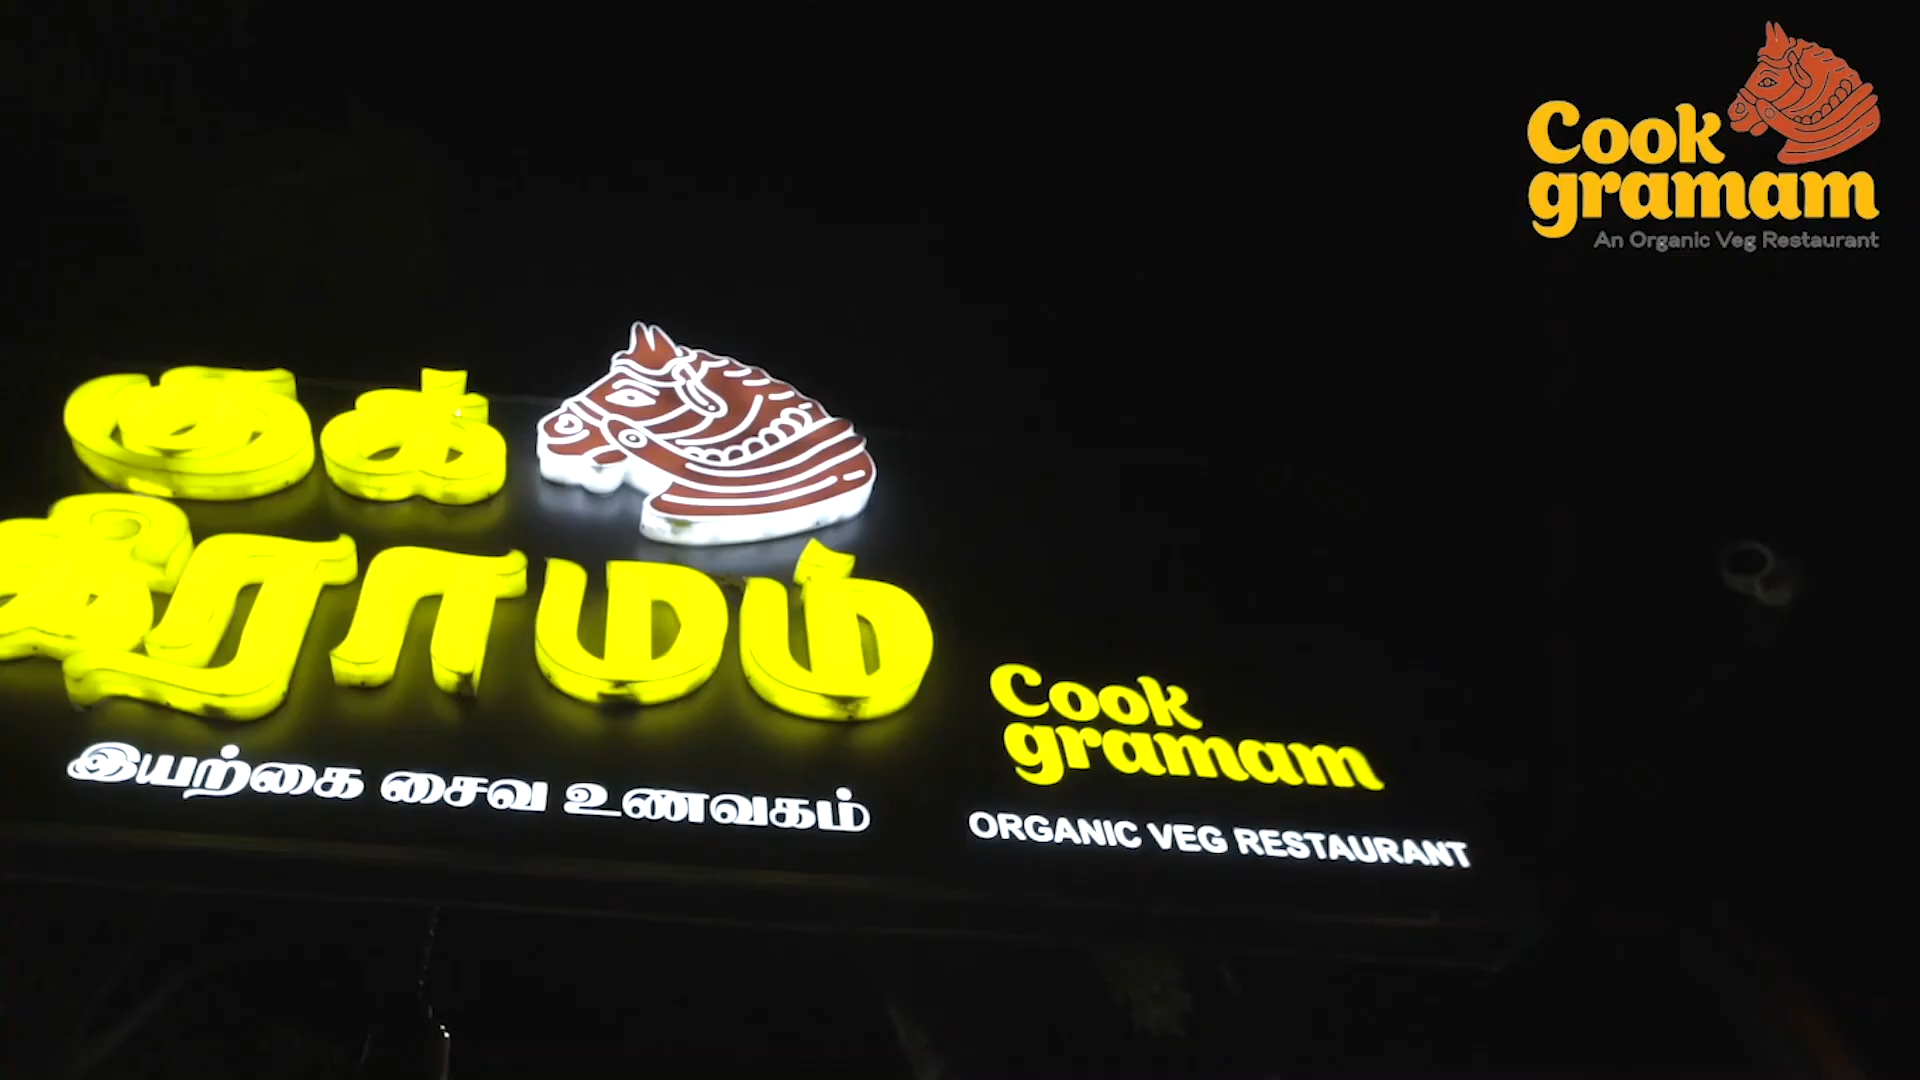 Cook
gramam
An Organic Veg Restaurant
குக்
கிராமம்
இயற்கை சைவ உணவகம்
Cook
gramam
ORGANIC VEG RESTAURANT